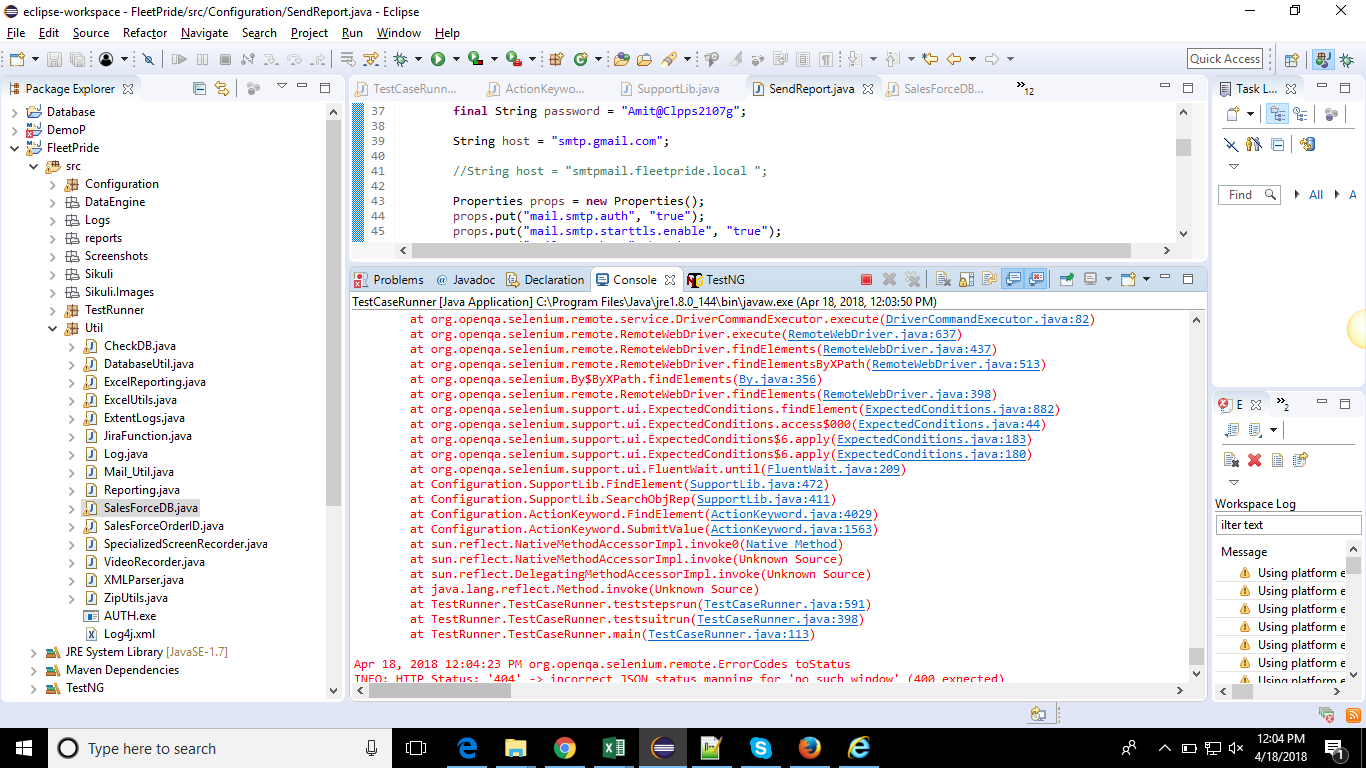 eclipse-workspace - FleetPride/src/Configuration/SendReport.java - Eclipse
File Edit Source Refactor Navigate Search Project Run Window Help
Quick Access
Package Explorer
Database
DemoP
FleetPride
src
Configuration
DataEngine
Logs
reports
Screenshots
Sikuli
Sikuli.Images
TestRunner
Util
CheckDB.java
DatabaseUtil.java
ExcelReporting.java
ExcelUtils.java
ExtentLogs.java
JiraFunction.java
Log.java
Mail_Util.java
Reporting.java
SalesForceDB.java
SalesForceOrderID.java
SpecializedScreenRecorder.java
VideoRecorder.java
XMLParser.java
ZipUtils.java
AUTH.exe
Log4j.xml
JRE System Library [JavaSE-1.7]
Maven Dependencies
TestNG
TestCaseRunn... ActionKeywo... SupportLib.java SendReport.java SalesForceDB... »12
37 final String password = "Amit@Clpps2107g";
38
39 String host = "smtp.gmail.com";
40
41 //String host = "smtpmail.fleetpride.local ";
42
43 Properties props = new Properties();
44 props.put("mail.smtp.auth", "true");
45 props.put("mail.smtp.starttls.enable", "true");
Problems @ Javadoc Declaration Console TestNG
TestCaseRunner [Java Application] C:\Program Files\Java\jre1.8.0_144\bin\javaw.exe (Apr 18, 2018, 12:03:50 PM)
at org.openqa.selenium.remote.service.DriverCommandExecutor.execute(DriverCommandExecutor.java:82)
at org.openqa.selenium.remote.RemoteWebDriver.execute(RemoteWebDriver.java:637)
at org.openqa.selenium.remote.RemoteWebDriver.findElements(RemoteWebDriver.java:437)
at org.openqa.selenium.remote.RemoteWebDriver.findElementsByXPath(RemoteWebDriver.java:513)
at org.openqa.selenium.By$ByXPath.findElements(By.java:356)
at org.openqa.selenium.remote.RemoteWebDriver.findElements(RemoteWebDriver.java:398)
at org.openqa.selenium.support.ui.ExpectedConditions.findElement(ExpectedConditions.java:882)
at org.openqa.selenium.support.ui.ExpectedConditions.access$000(ExpectedConditions.java:44)
at org.openqa.selenium.support.ui.ExpectedConditions$6.apply(ExpectedConditions.java:183)
at org.openqa.selenium.support.ui.ExpectedConditions$6.apply(ExpectedConditions.java:180)
at org.openqa.selenium.support.ui.FluentWait.until(FluentWait.java:209)
at Configuration.SupportLib.FindElement(SupportLib.java:472)
at Configuration.SupportLib.SearchObjRep(SupportLib.java:411)
at Configuration.ActionKeyword.FindElement(ActionKeyword.java:4029)
at Configuration.ActionKeyword.SubmitValue(ActionKeyword.java:1563)
at sun.reflect.NativeMethodAccessorImpl.invoke0(Native Method)
at sun.reflect.NativeMethodAccessorImpl.invoke(Unknown Source)
at sun.reflect.DelegatingMethodAccessorImpl.invoke(Unknown Source)
at java.lang.reflect.Method.invoke(Unknown Source)
at TestRunner.TestCaseRunner.teststepsrun(TestCaseRunner.java:591)
at TestRunner.TestCaseRunner.testsuitrun(TestCaseRunner.java:398)
at TestRunner.TestCaseRunner.main(TestCaseRunner.java:113)
Apr 18, 2018 12:04:23 PM org.openqa.selenium.remote.ErrorCodes toStatus
INFO: HTTP Status: '404' -> incorrect JSON status mapping for 'no such window' (400 expected)
Task L...
Find All A
E »2
Workspace Log
ilter text
Message
Using platform e
Using platform e
Using platform e
Using platform e
Using platform e
Using platform e
Using platform e
Type here to search
12:04 PM
4/18/2018
1